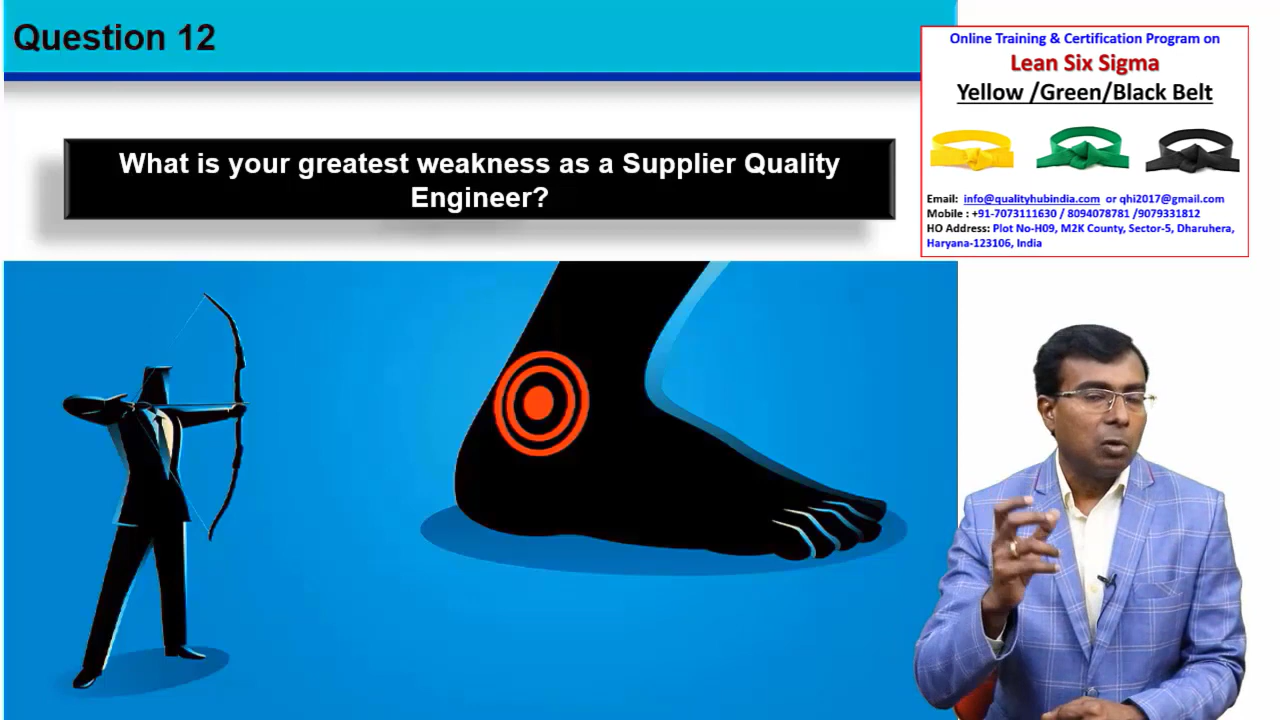 Question 12
What is your greatest weakness as a Supplier Quality
Engineer?
Online Training & Certification Program on
Lean Six Sigma
Yellow /Green/Black Belt
Email: info@qualityhubindia.com or qhi2017@gmail.com
Mobile : +91-7073111630 / 8094078781 /9079331812
HO Address: Plot No-H09, M2K County, Sector-5, Dharuhera,
Haryana-123106, India